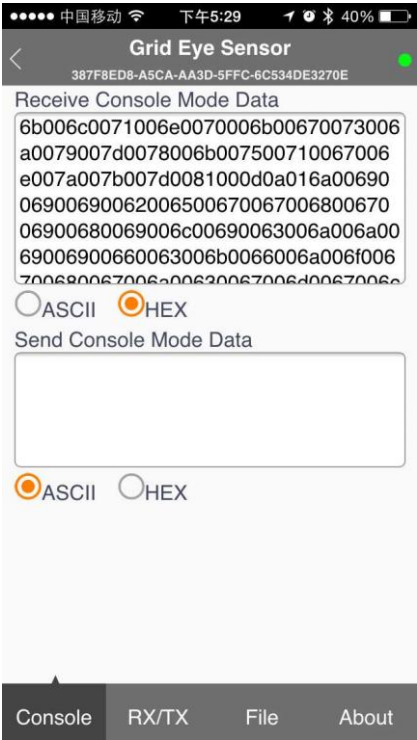 中国移动 下午5:29 40%
Grid Eye Sensor
387F8ED8-A5CA-AA3D-5FFC-6C534DE3270E
Receive Console Mode Data
6b006c0071006e0070006b00670073006
a0079007d0078006b007500710067006
e007a007b007d0081000d0a016a00690
06900690062006500670067006800670
06900680069006c00690063006a006a00
69006900660063006b0066006a006f006
700680067006a00630067006d0067006e
ASCII HEX
Send Console Mode Data
ASCII HEX
Console RX/TX File About